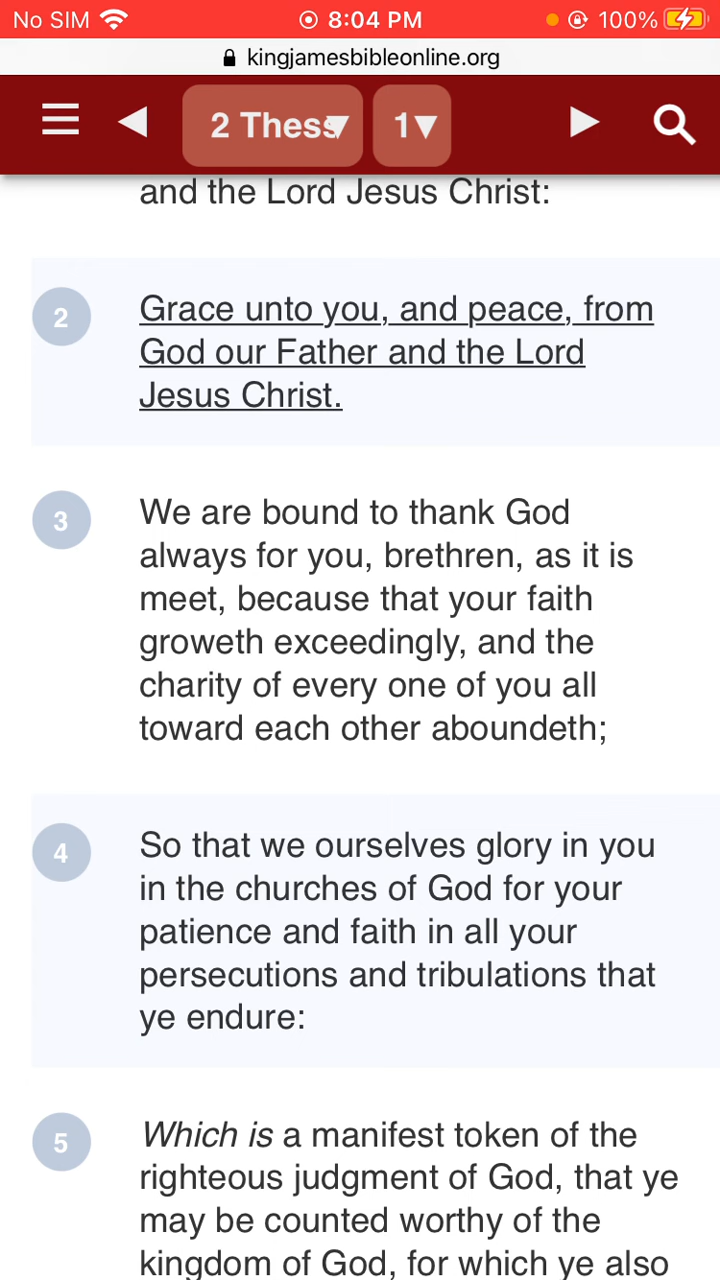 No SIM 8:04 PM 100%
kingjamesbibleonline.org
2 Thess 1
and the Lord Jesus Christ:
2 Grace unto you, and peace, from
God our Father and the Lord
Jesus Christ.
3 We are bound to thank God
always for you, brethren, as it is
meet, because that your faith
groweth exceedingly, and the
charity of every one of you all
toward each other aboundeth;
4 So that we ourselves glory in you
in the churches of God for your
patience and faith in all your
persecutions and tribulations that
ye endure:
5 Which is a manifest token of the
righteous judgment of God, that ye
may be counted worthy of the
kingdom of God, for which ye also